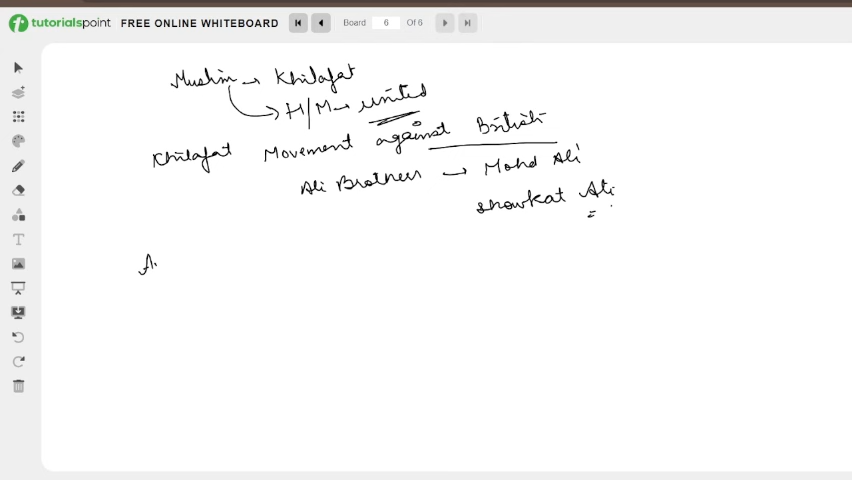 tutorialspoint FREE ONLINE WHITEBOARD Board 6 Of 6
Muslim → Khilafat
H/M → united
Khilafat Movement against British
Ali Brothers → Mohd Ali
showkat Ali
A